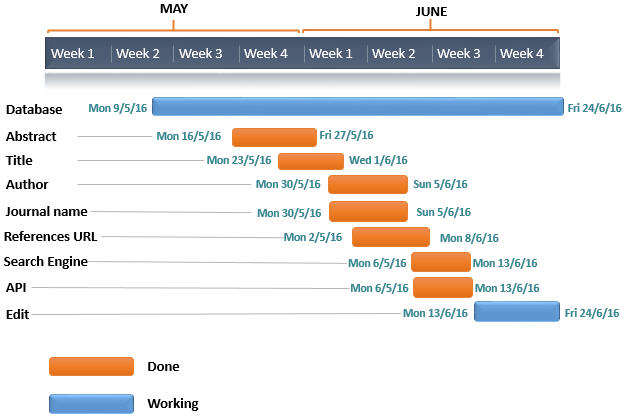 MAY
JUNE
Week 1 Week 2 Week 3 Week 4 Week 1 Week 2 Week 3 Week 4
Database Mon 9/5/16 Fri 24/6/16
Abstract Mon 16/5/16 Fri 27/5/16
Title Mon 23/5/16 Wed 1/6/16
Author Mon 30/5/16 Sun 5/6/16
Journal name Mon 30/5/16 Sun 5/6/16
References URL Mon 2/5/16 Mon 8/6/16
Search Engine Mon 6/5/16 Mon 13/6/16
API Mon 6/5/16 Mon 13/6/16
Edit Mon 13/6/16 Fri 24/6/16
Done
Working